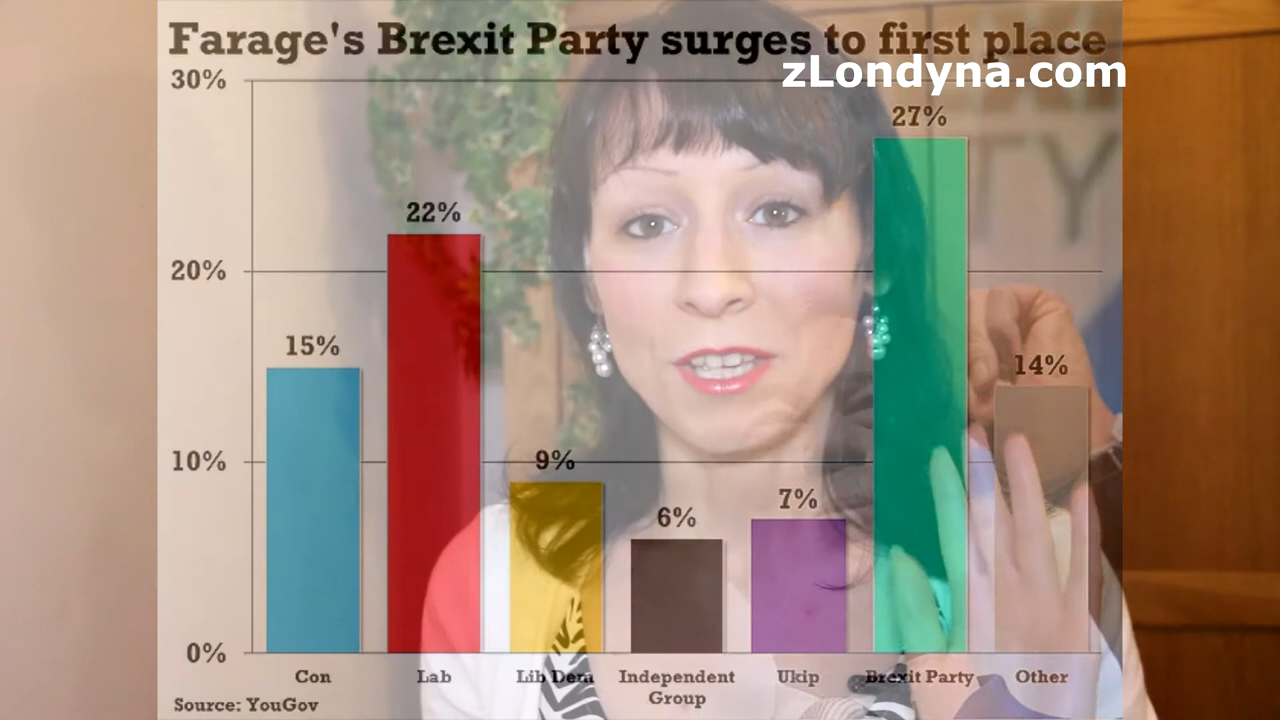 Farage's Brexit Party surges to first place
zLondyna.com
30%
27%
22%
20%
15%
14%
10%
9%
7%
6%
0%
Con
Lab
Lib Dem
Independent
Group
Ukip
Brexit Party
Other
Source: YouGov